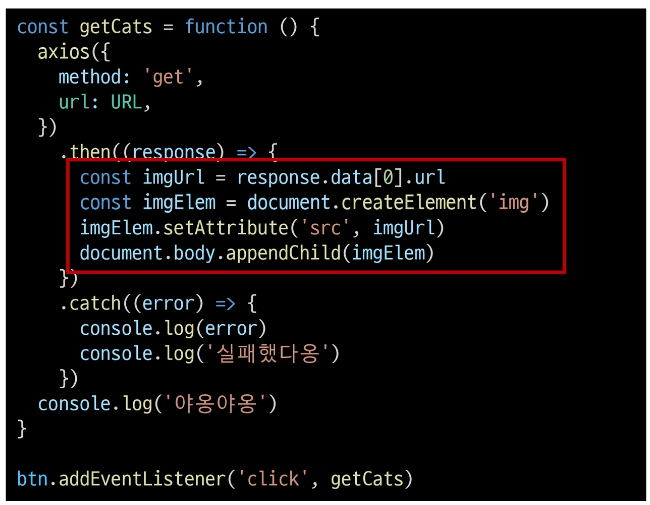 const getCats = function () {
  axios({
    method: 'get',
    url: URL,
  })
    .then((response) => {
      const imgUrl = response.data[0].url
      const imgElem = document.createElement('img')
      imgElem.setAttribute('src', imgUrl)
      document.body.appendChild(imgElem)
    })
    .catch((error) => {
      console.log(error)
      console.log('실패했다옹')
    })
  console.log('야옹야옹')
}
btn.addEventListener('click', getCats)